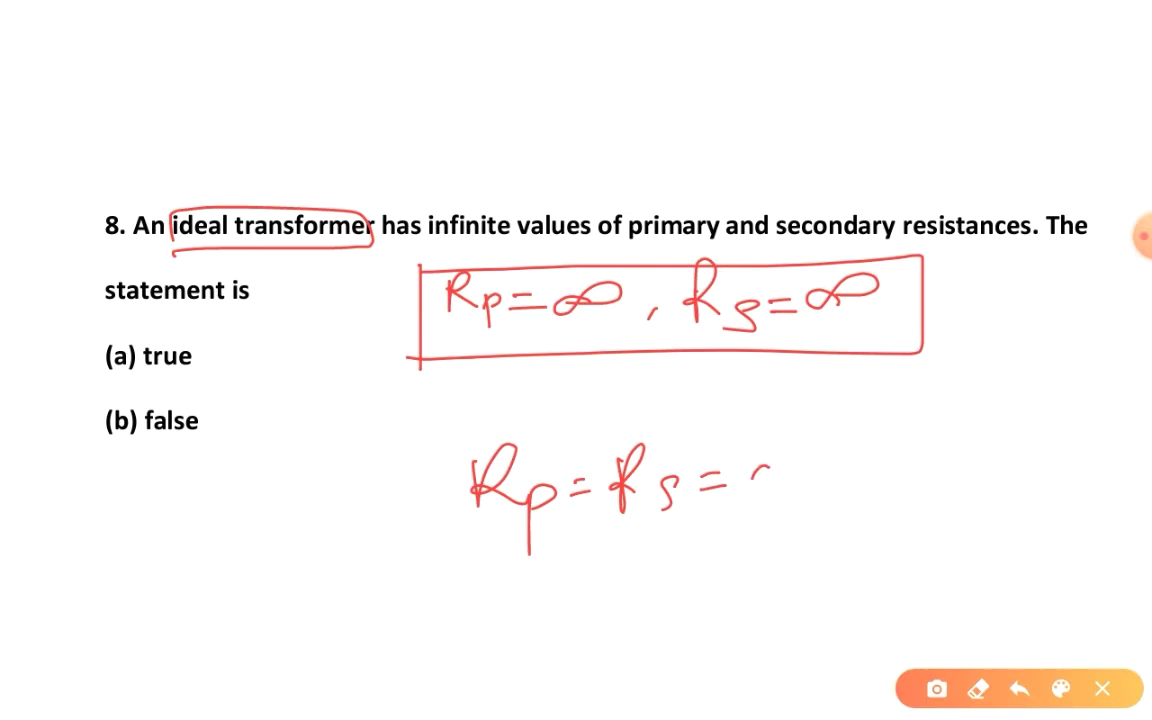 8. An ideal transformer has infinite values of primary and secondary resistances. The
statement is
Rp = ∞ , Rs = ∞
(a) true
(b) false
Rp = Rs =